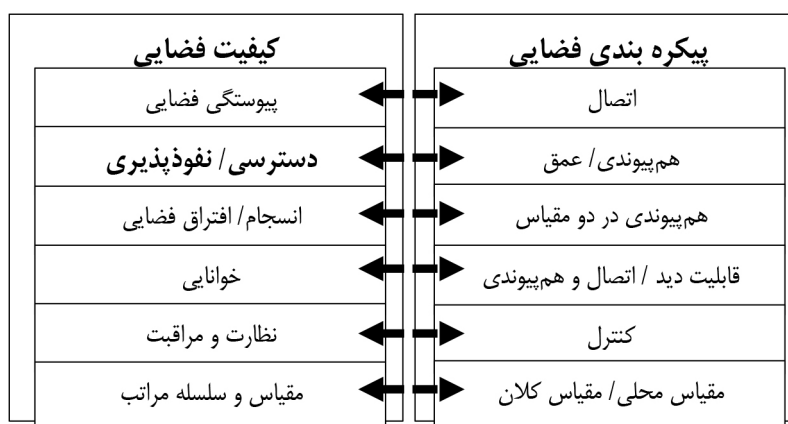 پیکره بندی فضایی
کیفیت فضایی
اتصال
پیوستگی فضایی
هم‌پیوندی/ عمق
دسترسی/ نفوذپذیری
هم‌پیوندی در دو مقیاس
انسجام/ افتراق فضایی
قابلیت دید / اتصال و هم‌پیوندی
خوانایی
کنترل
نظارت و مراقبت
مقیاس محلی/ مقیاس کلان
مقیاس و سلسله مراتب